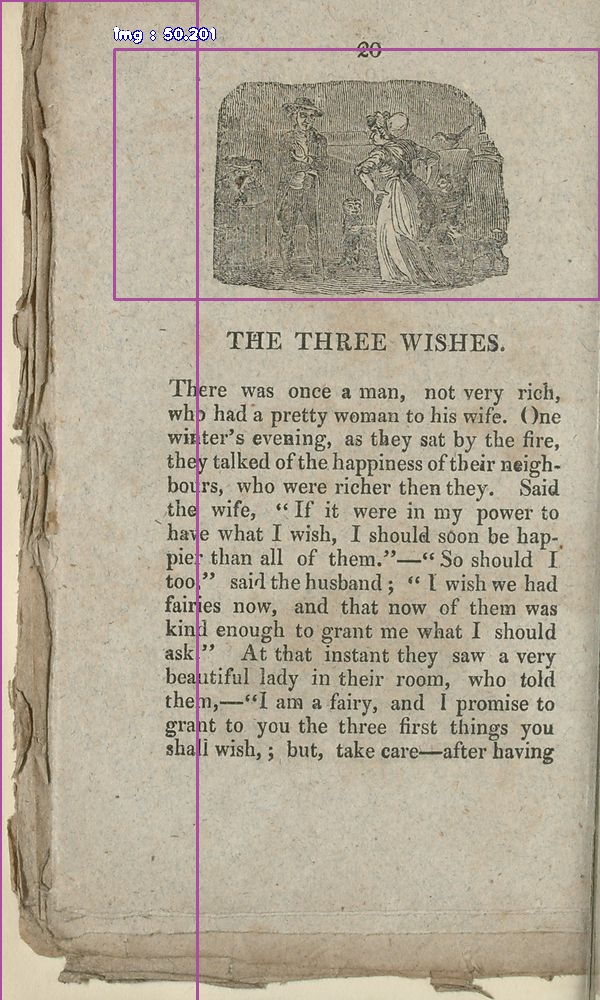 img : 50.201
20
THE THREE WISHES.
There was once a man, not very rich,
who had a pretty woman to his wife. One
winter's evening, as they sat by the fire,
they talked of the happiness of their neigh-
bours, who were richer then they. Said
the wife, "If it were in my power to
have what I wish, I should soon be hap-
pier than all of them."—"So should I
too," said the husband; "I wish we had
fairies now, and that now of them was
kind enough to grant me what I should
ask." At that instant they saw a very
beautiful lady in their room, who told
them,—"I am a fairy, and I promise to
grant to you the three first things you
shall wish, ; but, take care—after having